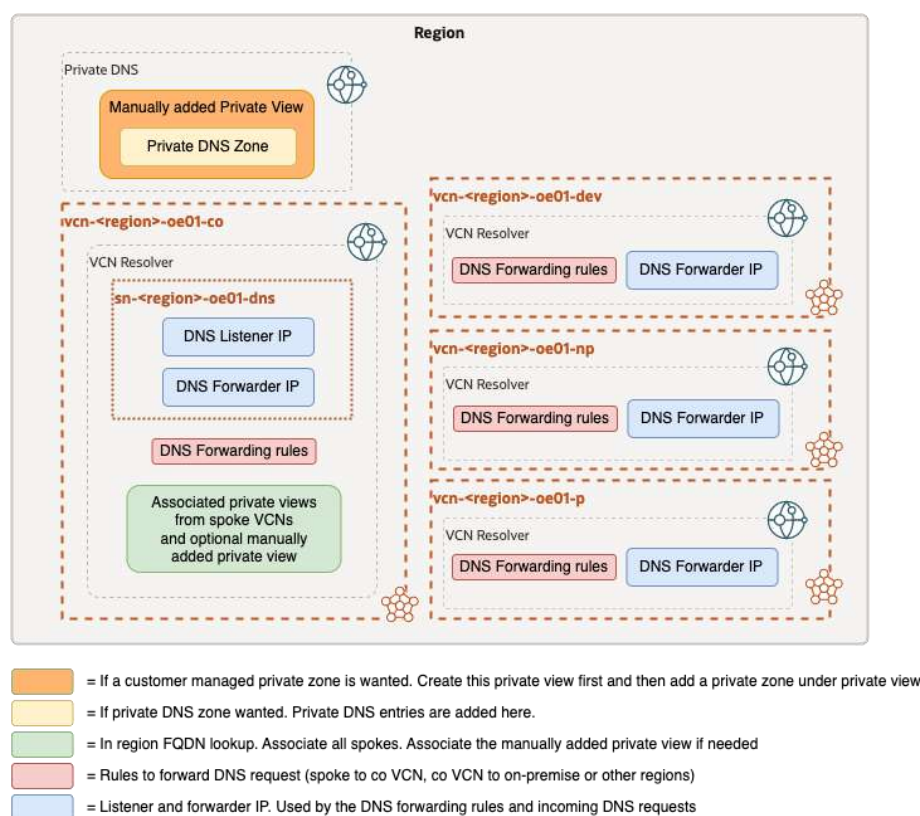 Region
Private DNS
Manually added Private View
Private DNS Zone
vcn-<region>-oe01-co
VCN Resolver
sn-<region>-oe01-dns
DNS Listener IP
DNS Forwarder IP
DNS Forwarding rules
Associated private views
from spoke VCNs
and optional manually
added private view
vcn-<region>-oe01-dev
VCN Resolver
DNS Forwarding rules
DNS Forwarder IP
vcn-<region>-oe01-np
VCN Resolver
DNS Forwarding rules
DNS Forwarder IP
vcn-<region>-oe01-p
VCN Resolver
DNS Forwarding rules
DNS Forwarder IP
= If a customer managed private zone is wanted. Create this private view first and then add a private zone under private view
= If private DNS zone wanted. Private DNS entries are added here.
= In region FQDN lookup. Associate all spokes. Associate the manually added private view if needed
= Rules to forward DNS request (spoke to co VCN, co VCN to on-premise or other regions)
= Listener and forwarder IP. Used by the DNS forwarding rules and incoming DNS requests